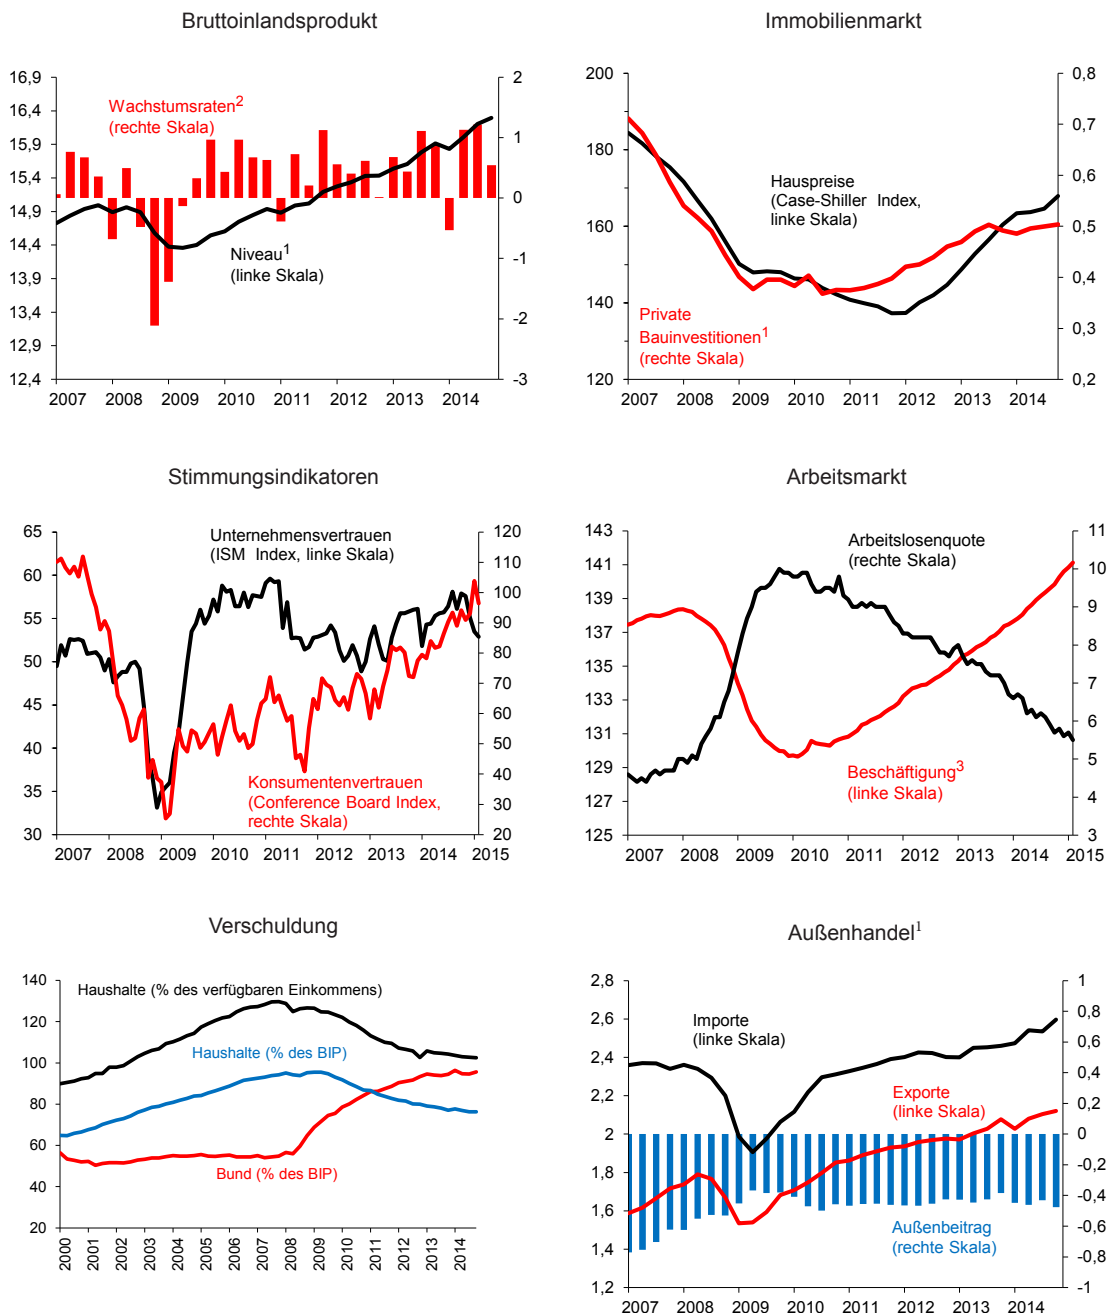 Bruttoinlandsprodukt
16,9
16,4
15,9
15,4
14,9
14,4
13,9
13,4
12,9
12,4
2
1
0
-1
-2
-3
Wachstumsraten2
(rechte Skala)
Niveau1
(linke Skala)
2007 2008 2009 2010 2011 2012 2013 2014
Immobilienmarkt
200
180
160
140
120
0,8
0,7
0,6
0,5
0,4
0,3
0,2
Hauspreise
(Case-Shiller Index,
linke Skala)
Private
Bauinvestitionen1
(rechte Skala)
2007 2008 2009 2010 2011 2012 2013 2014
Stimmungsindikatoren
65
60
55
50
45
40
35
30
120
110
100
90
80
70
60
50
40
30
20
Unternehmensvertrauen
(ISM Index, linke Skala)
Konsumentenvertrauen
(Conference Board Index,
rechte Skala)
2007 2008 2009 2010 2011 2012 2013 2014 2015
Arbeitsmarkt
143
141
139
137
135
133
131
129
127
125
11
10
9
8
7
6
5
4
3
Arbeitslosenquote
(rechte Skala)
Beschäftigung3
(linke Skala)
2007 2008 2009 2010 2011 2012 2013 2014 2015
Verschuldung
140
120
100
80
60
40
20
Haushalte (% des verfügbaren Einkommens)
Haushalte (% des BIP)
Bund (% des BIP)
2000 2001 2002 2003 2004 2005 2006 2007 2008 2009 2010 2011 2012 2013 2014
Außenhandel1
2,8
2,6
2,4
2,2
2
1,8
1,6
1,4
1,2
1
0,8
0,6
0,4
0,2
0
-0,2
-0,4
-0,6
-0,8
-1
Importe
(linke Skala)
Exporte
(linke Skala)
Außenbeitrag
(rechte Skala)
2007 2008 2009 2010 2011 2012 2013 2014